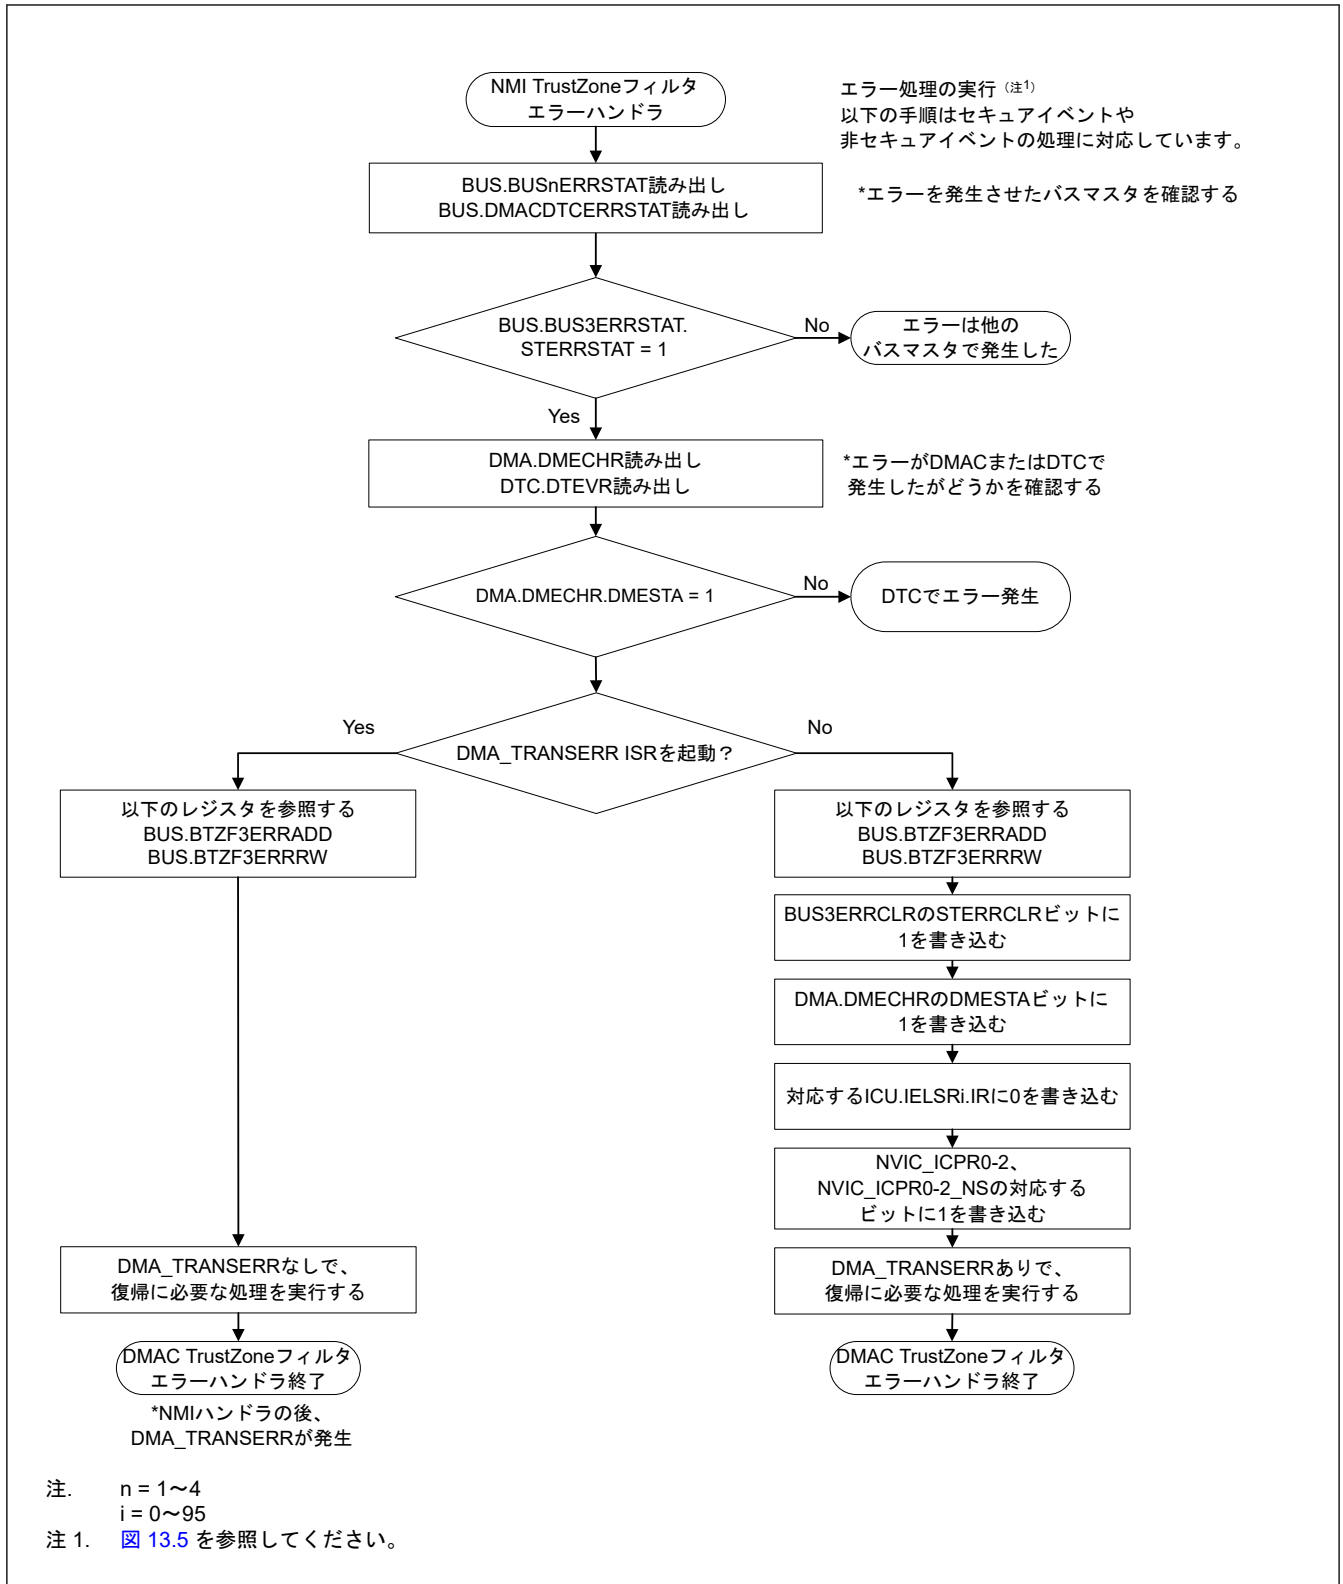 NMI TrustZoneフィルタ
エラーハンドラ
エラー処理の実行（注1）
以下の手順はセキュアイベントや
非セキュアイベントの処理に対応しています。
BUS.BUSnERRSTAT読み出し
BUS.DMACDTCERRSTAT読み出し
*エラーを発生させたバスマスタを確認する
BUS.BUS3ERRSTAT.
STERRSTAT = 1
No
エラーは他の
バスマスタで発生した
Yes
DMA.DMECHR読み出し
DTC.DTEVR読み出し
*エラーがDMACまたはDTCで
発生したがどうかを確認する
DMA.DMECHR.DMESTA = 1
No
DTCでエラー発生
Yes
DMA_TRANSERR ISRを起動？
No
以下のレジスタを参照する
BUS.BTZF3ERRADD
BUS.BTZF3ERRRW
以下のレジスタを参照する
BUS.BTZF3ERRADD
BUS.BTZF3ERRRW
BUS3ERRCLRのSTERRCLRビットに
1を書き込む
DMA.DMECHRのDMESTAビットに
1を書き込む
対応するICU.IELSRi.IRに0を書き込む
NVIC_ICPR0-2、
NVIC_ICPR0-2_NSの対応する
ビットに1を書き込む
DMA_TRANSERRなしで、
復帰に必要な処理を実行する
DMA_TRANSERRありで、
復帰に必要な処理を実行する
DMAC TrustZoneフィルタ
エラーハンドラ終了
DMAC TrustZoneフィルタ
エラーハンドラ終了
*NMIハンドラの後、
DMA_TRANSERRが発生
注. n = 1～4
i = 0～95
注 1. 図 13.5 を参照してください。